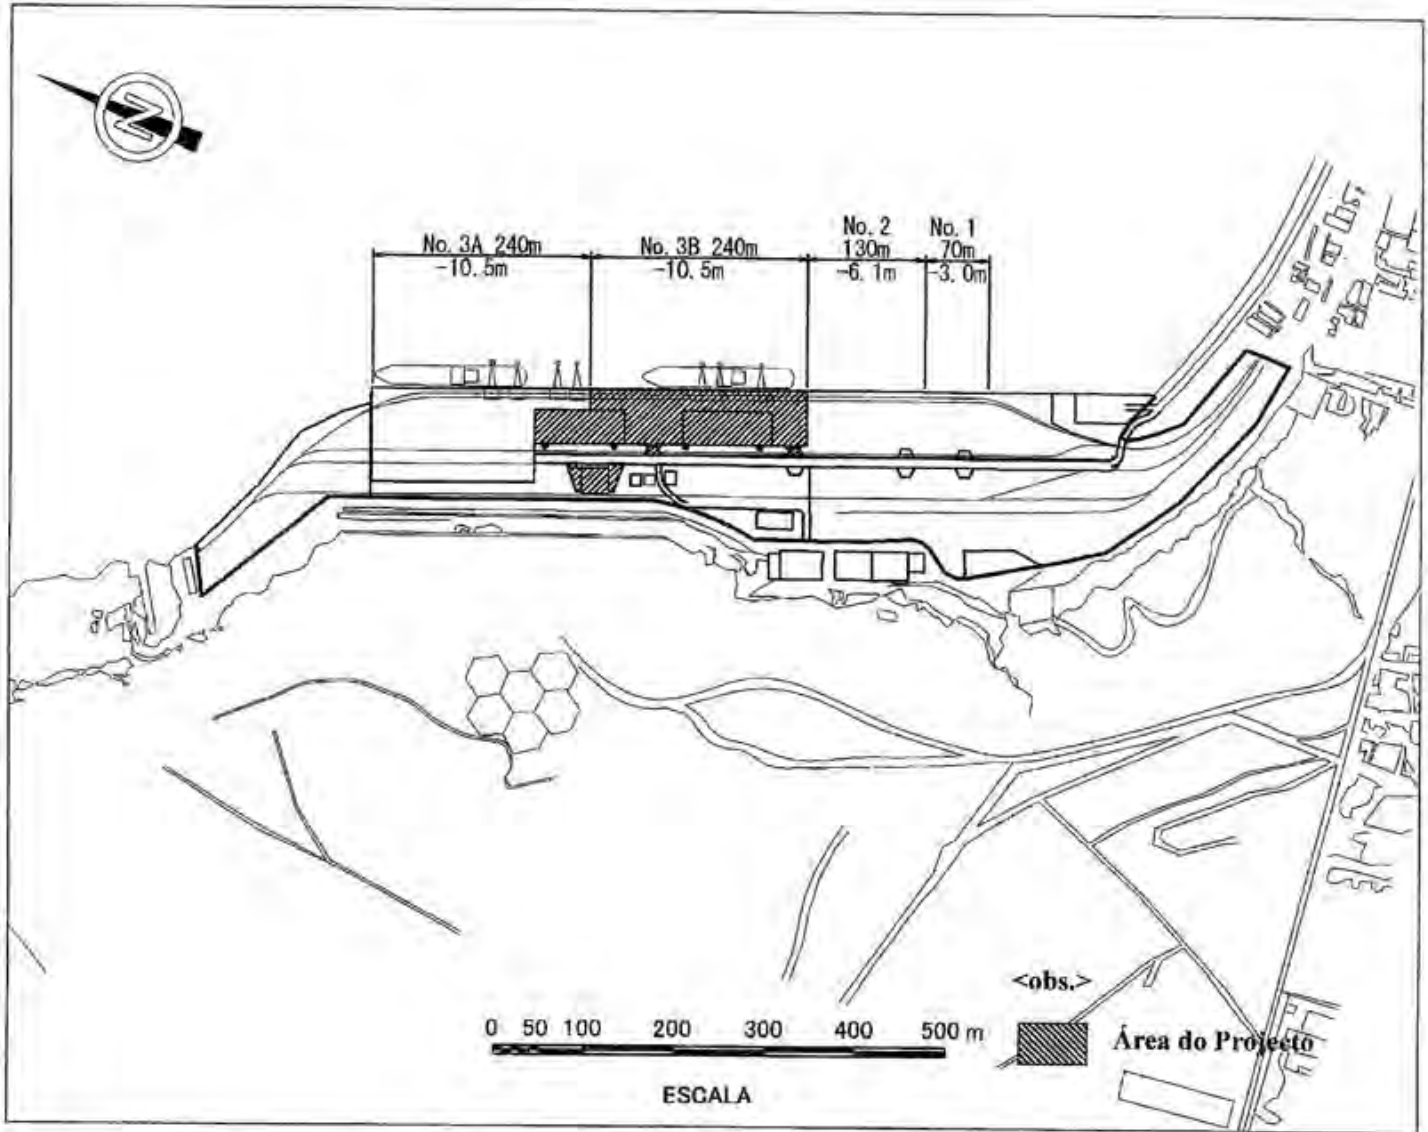 N
No. 3A 240m
-10. 5m
No. 3B 240m
-10. 5m
No. 2
130m
-6. 1m
No. 1
70m
-3. 0m
<obs.>
Área do Projecto
0 50 100 200 300 400 500 m
ESCALA